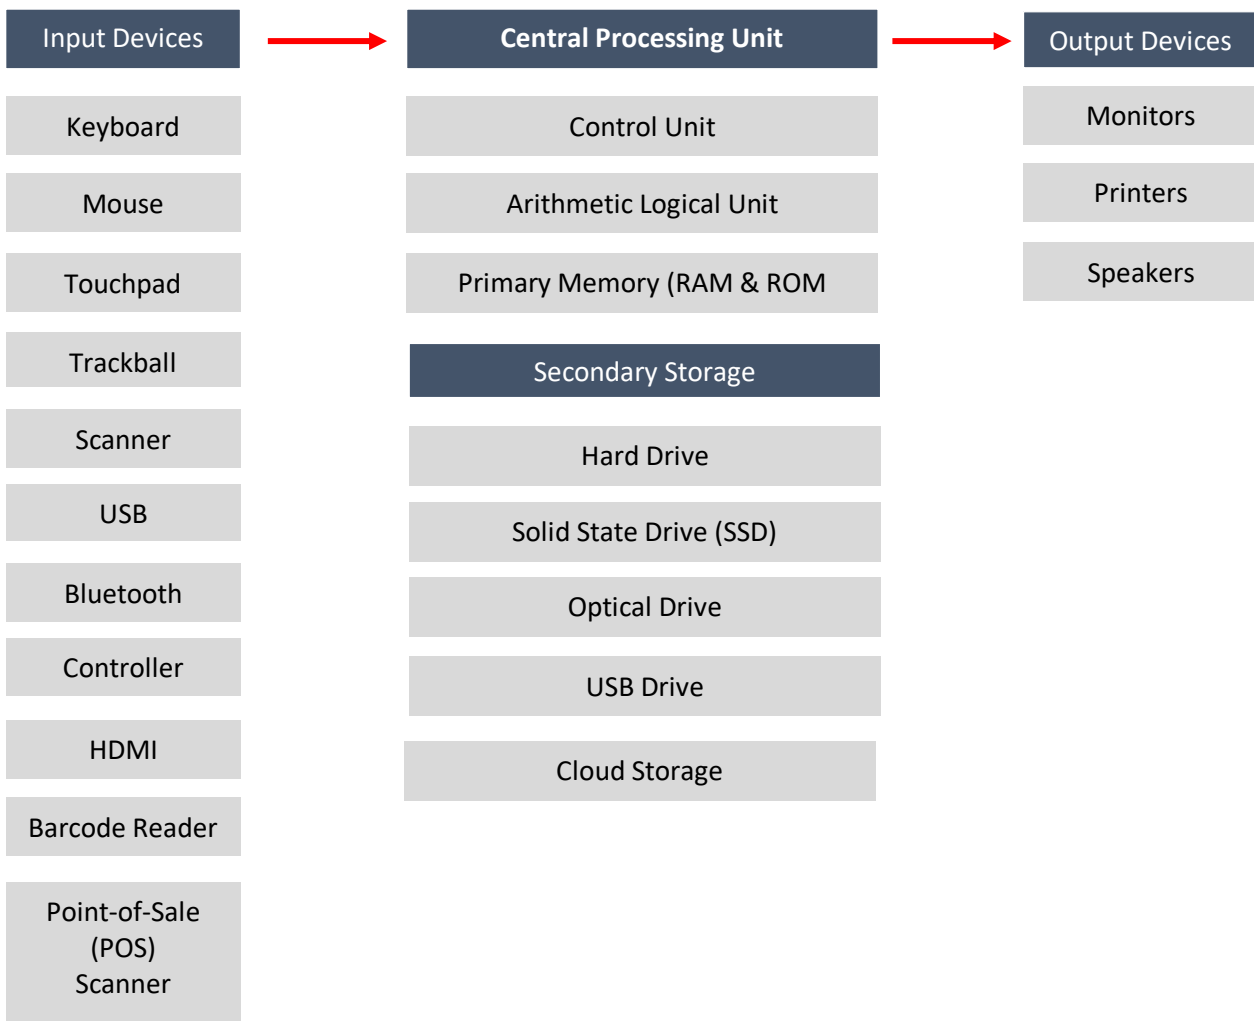 Input Devices
Keyboard
Mouse
Touchpad
Trackball
Scanner
USB
Bluetooth
Controller
HDMI
Barcode Reader
Point-of-Sale
(POS)
Scanner
Central Processing Unit
Control Unit
Arithmetic Logical Unit
Primary Memory (RAM & ROM
Secondary Storage
Hard Drive
Solid State Drive (SSD)
Optical Drive
USB Drive
Cloud Storage
Output Devices
Monitors
Printers
Speakers